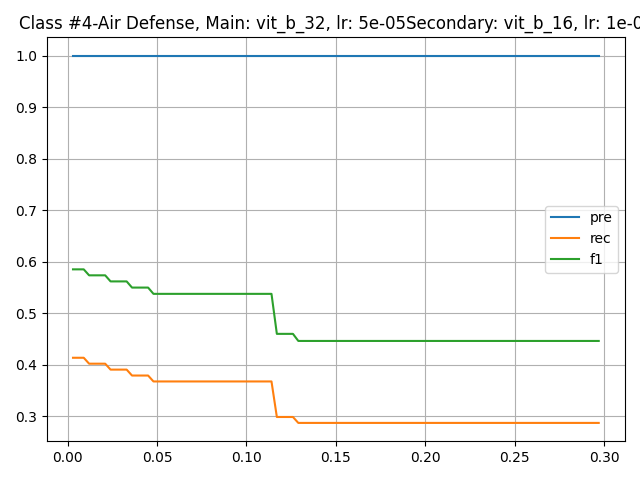 Class #4-Air Defense, Main: vit_b_32, lr: 5e-05Secondary: vit_b_16, lr: 1e-0
1.0
0.9
0.8
0.7
0.6
0.5
0.4
0.3
pre
rec
f1
0.00 0.05 0.10 0.15 0.20 0.25 0.30